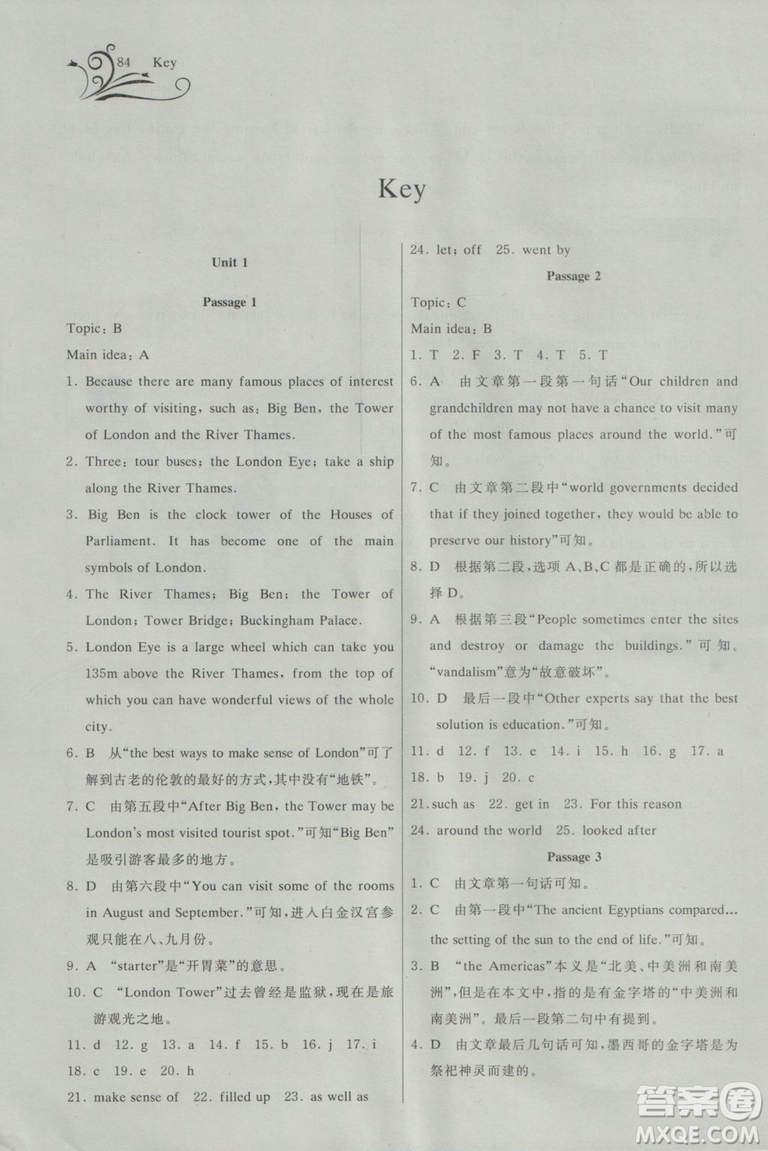 84 Key
Key
Unit 1
Passage 1
Topic: B
Main idea: A
1. Because there are many famous places of interest
worthy of visiting, such as: Big Ben, the Tower
of London and the River Thames.
2. Three: tour buses; the London Eye; take a ship
along the River Thames.
3. Big Ben is the clock tower of the Houses of
Parliament. It has become one of the main
symbols of London.
4. The River Thames; Big Ben; the Tower of
London; Tower Bridge; Buckingham Palace.
5. London Eye is a large wheel which can take you
135m above the River Thames, from the top of
which you can have wonderful views of the whole
city.
6. B 从“the best ways to make sense of London”可了
解到古老的伦敦的最好的方式,其中没有“地铁”。
7. C 由第五段中“After Big Ben, the Tower may be
London's most visited tourist spot.”可知“Big Ben”
是吸引游客最多的地方。
8. D 由第六段中“You can visit some of the rooms
in August and September.”可知,进入白金汉宫参
观只能在八、九月份。
9. A “starter”是“开胃菜”的意思。
10. C “London Tower”过去曾经是监狱,现在是旅
游观光之地。
11. d 12. g 13. a 14. f 15. b 16. j 17. i
18. c 19. e 20. h
21. make sense of 22. filled up 23. as well as
24. let; off 25. went by
Passage 2
Topic: C
Main idea: B
1. T 2. F 3. T 4. T 5. T
6. A 由文章第一段第一句话“Our children and
grandchildren may not have a chance to visit many
of the most famous places around the world.”可
知。
7. C 由文章第二段中“world governments decided
that if they joined together, they would be able to
preserve our history”可知。
8. D 根据第二段,选项 A、B、C 都是正确的,所以选
择 D。
9. A 根据第三段“People sometimes enter the sites
and destroy or damage the buildings.”可知。
“vandalism”意为“故意破坏”。
10. D 最后一段中“Other experts say that the best
solution is education.”可知。
11. d 12. f 13. e 14. i 15. h 16. g 17. a
18. b 19. j 20. c
21. such as 22. get in 23. For this reason
24. around the world 25. looked after
Passage 3
1. C 由文章第一句话可知。
2. C 由第一段中“The ancient Egyptians compared…
the setting of the sun to the end of life.”可知。
3. B “the Americas”本义是“北美、中美洲和南美
洲”,但在本文中,指的是有金字塔的“中美洲和
南美洲”。最后一段第二句中有提到。
4. D 由文章最后几句话可知,墨西哥的金字塔是为
祭祀神灵而建的。
答案圈
MXQE.COM